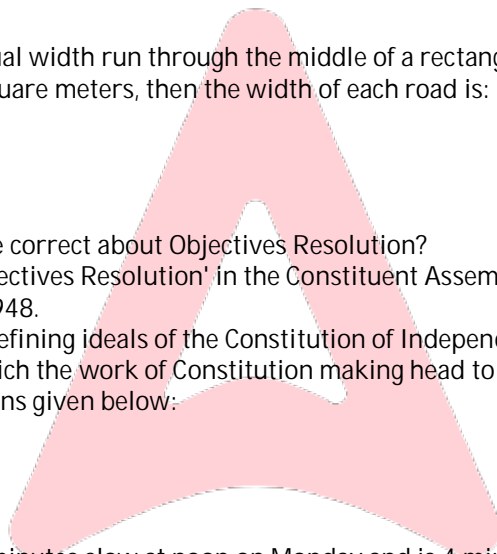 ual width run through the middle of a rectang
uare meters, then the width of each road is:
e correct about Objectives Resolution?
ectives Resolution' in the Constituent Assem
948.
efining ideals of the Constitution of Independ
ich the work of Constitution making head to
ns given below:
minutes slow at noon on Monday and is 4 min